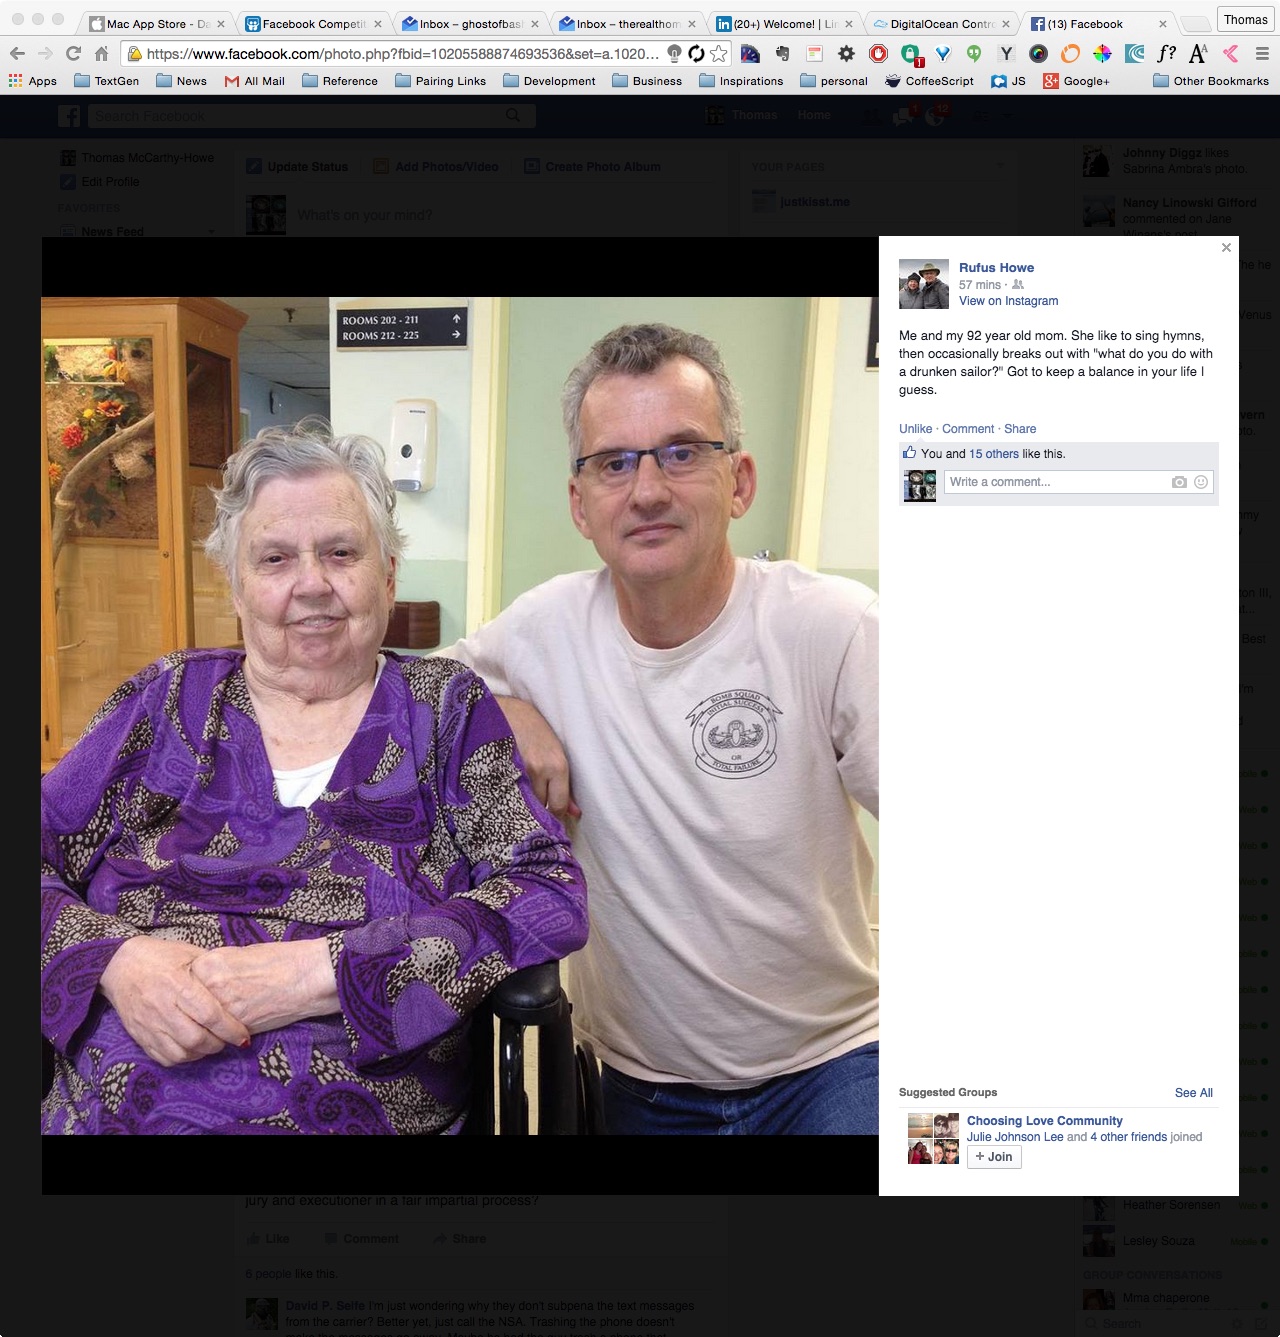 Mac App Store - Da
Facebook Competit
Inbox – ghostofbas
Inbox – therealthom
(20+) Welcome! | Lin
DigitalOcean Contro
(13) Facebook
Thomas
https://www.facebook.com/photo.php?fbid=10205588874693536&set=a.1020...
1
Y
f?
Apps
TextGen
News
All Mail
Reference
Pairing Links
Development
Business
Inspirations
personal
CoffeeScript
JS
Google+
Other Bookmarks
Search Facebook
Thomas
Home
1
12
Thomas McCarthy-Howe
Edit Profile
FAVORITES
News Feed
Update Status
Add Photos/Video
Create Photo Album
What's on your mind?
YOUR PAGES
justkisst.me
Johnny Diggz likes
Sabrina Ambra's photo.
Nancy Linowski Gifford
commented on Jane
ROOMS 202 - 211
ROOMS 212 - 225
BOMB SQUAD
INITIAL SUCCESS
OR
TOTAL FAILURE
Rufus Howe
57 mins ·
View on Instagram
Me and my 92 year old mom. She like to sing hymns,
then occasionally breaks out with "what do you do with
a drunken sailor?" Got to keep a balance in your life I
guess.
Unlike · Comment · Share
You and 15 others like this.
Write a comment...
Suggested Groups
See All
Choosing Love Community
Julie Johnson Lee and 4 other friends joined
+ Join
jury and executioner in a fair impartial process?
Like
Comment
Share
6 people like this.
David P. Selfe I'm just wondering why they don't subpena the text messages
from the carrier? Better yet, just call the NSA. Trashing the phone doesn't
Heather Sorensen
Web
Lesley Souza
Mobile
GROUP CONVERSATIONS
Mma chaperone
Search